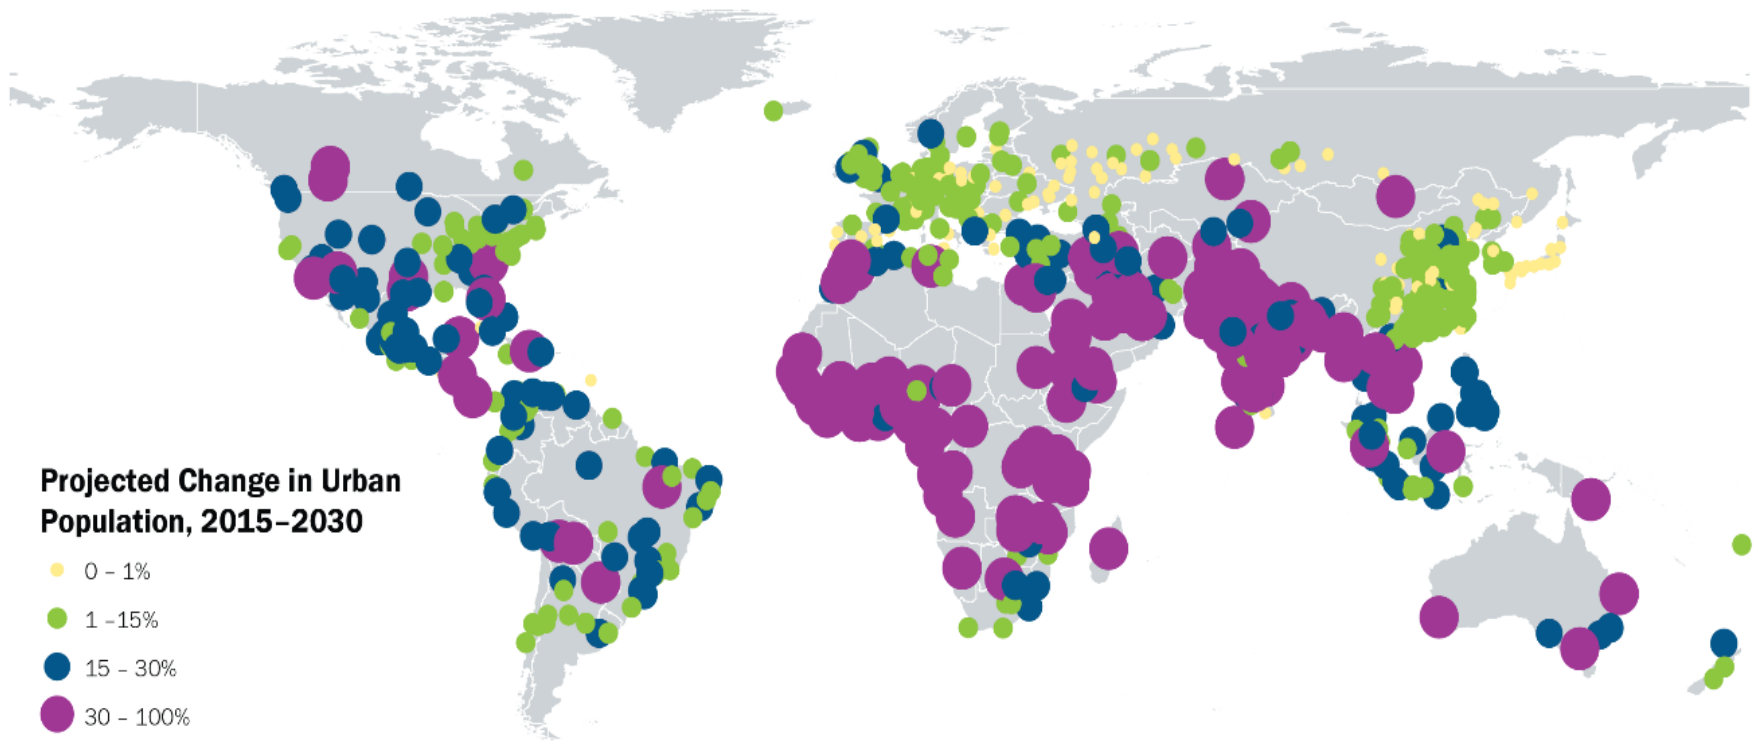 Projected Change in Urban
Population, 2015–2030
0 – 1%
1 –15%
15 – 30%
30 – 100%